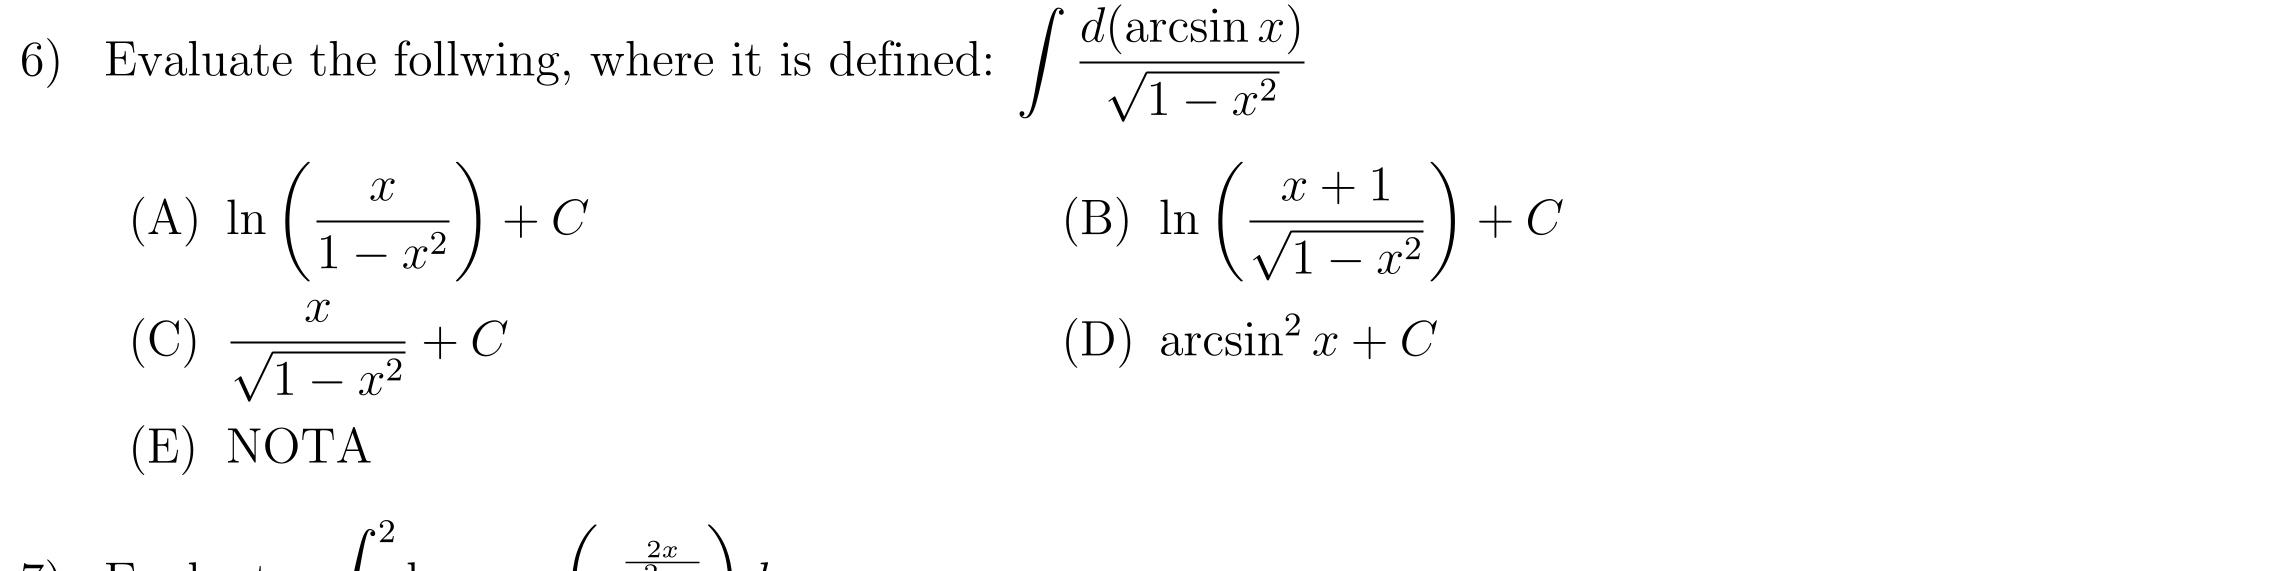 6) Evaluate the follwing, where it is defined: ∫ d(arcsin x) / √(1 − x²)
(A) ln ( x / (1 − x²) ) + C (B) ln ( (x + 1) / √(1 − x²) ) + C
(C) x / √(1 − x²) + C (D) arcsin² x + C
(E) NOTA